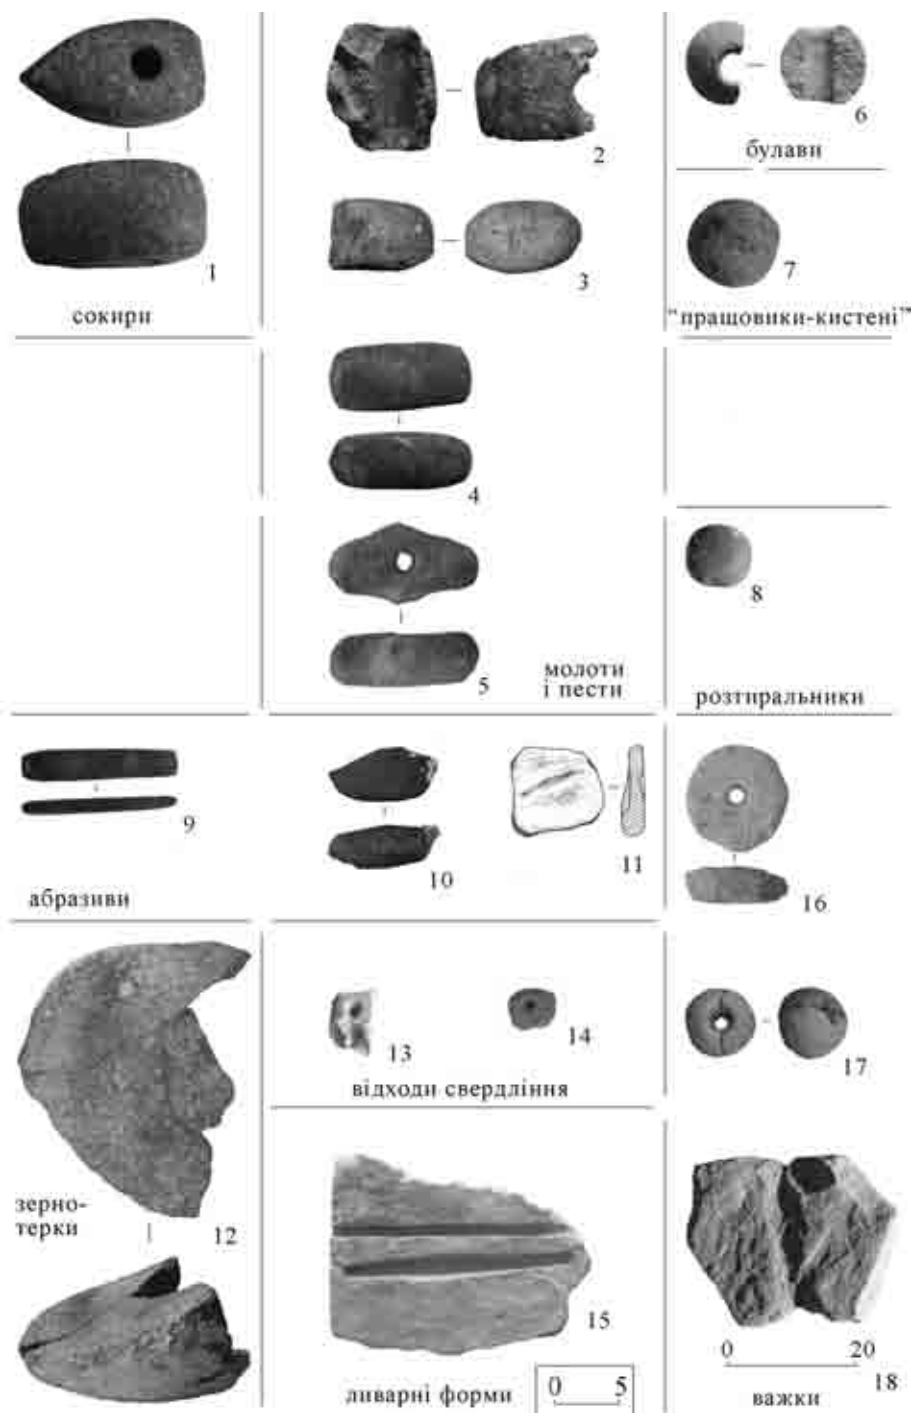 1
сокири
2
3
6
булави
7
“пращовики-кистені”
4
5
молоти
і пести
8
розтиральники
9
абразиви
10
11
16
зерно-
терки
12
13
14
відходи свердління
17
15
ливарні форми
0 5
0 20
18
важки